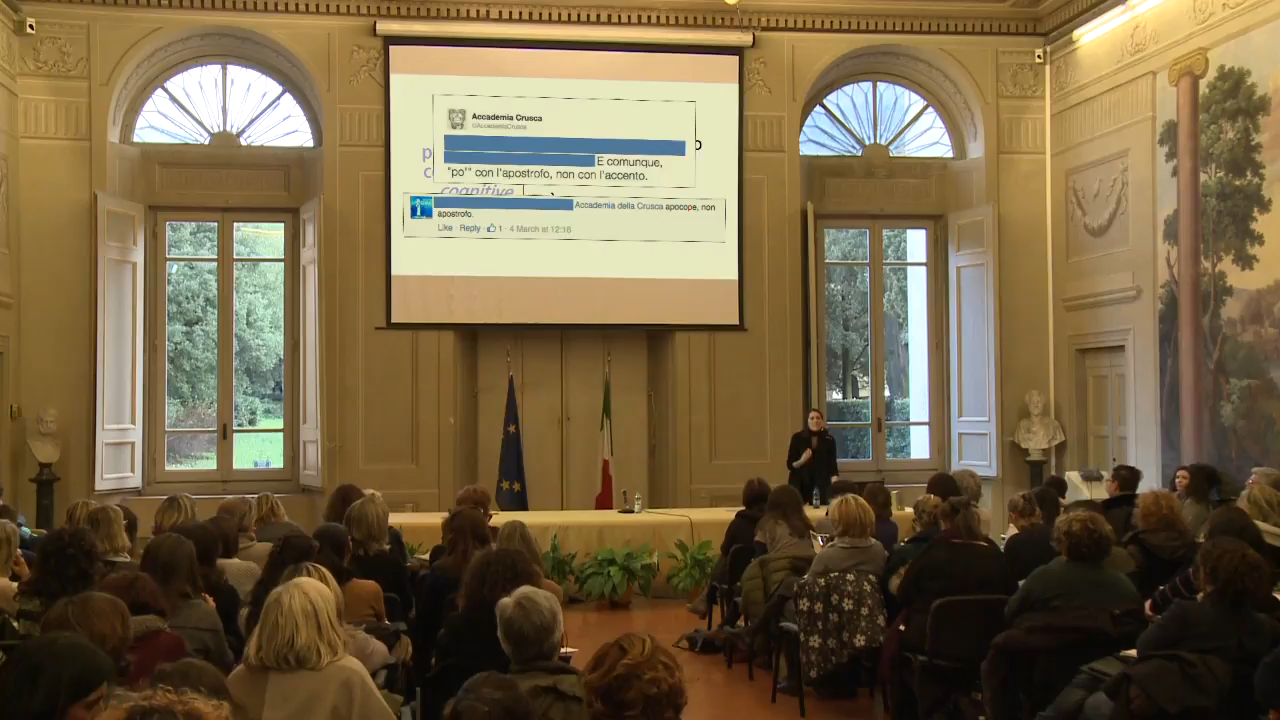 Accademia Crusca
@AccademiaCrusca
E comunque,
"po'" con l'apostrofo, non con l'accento.
cognitive
Accademia della Crusca apocope, non
apostrofo.
Like · Reply · 1 · 4 March at 12:16